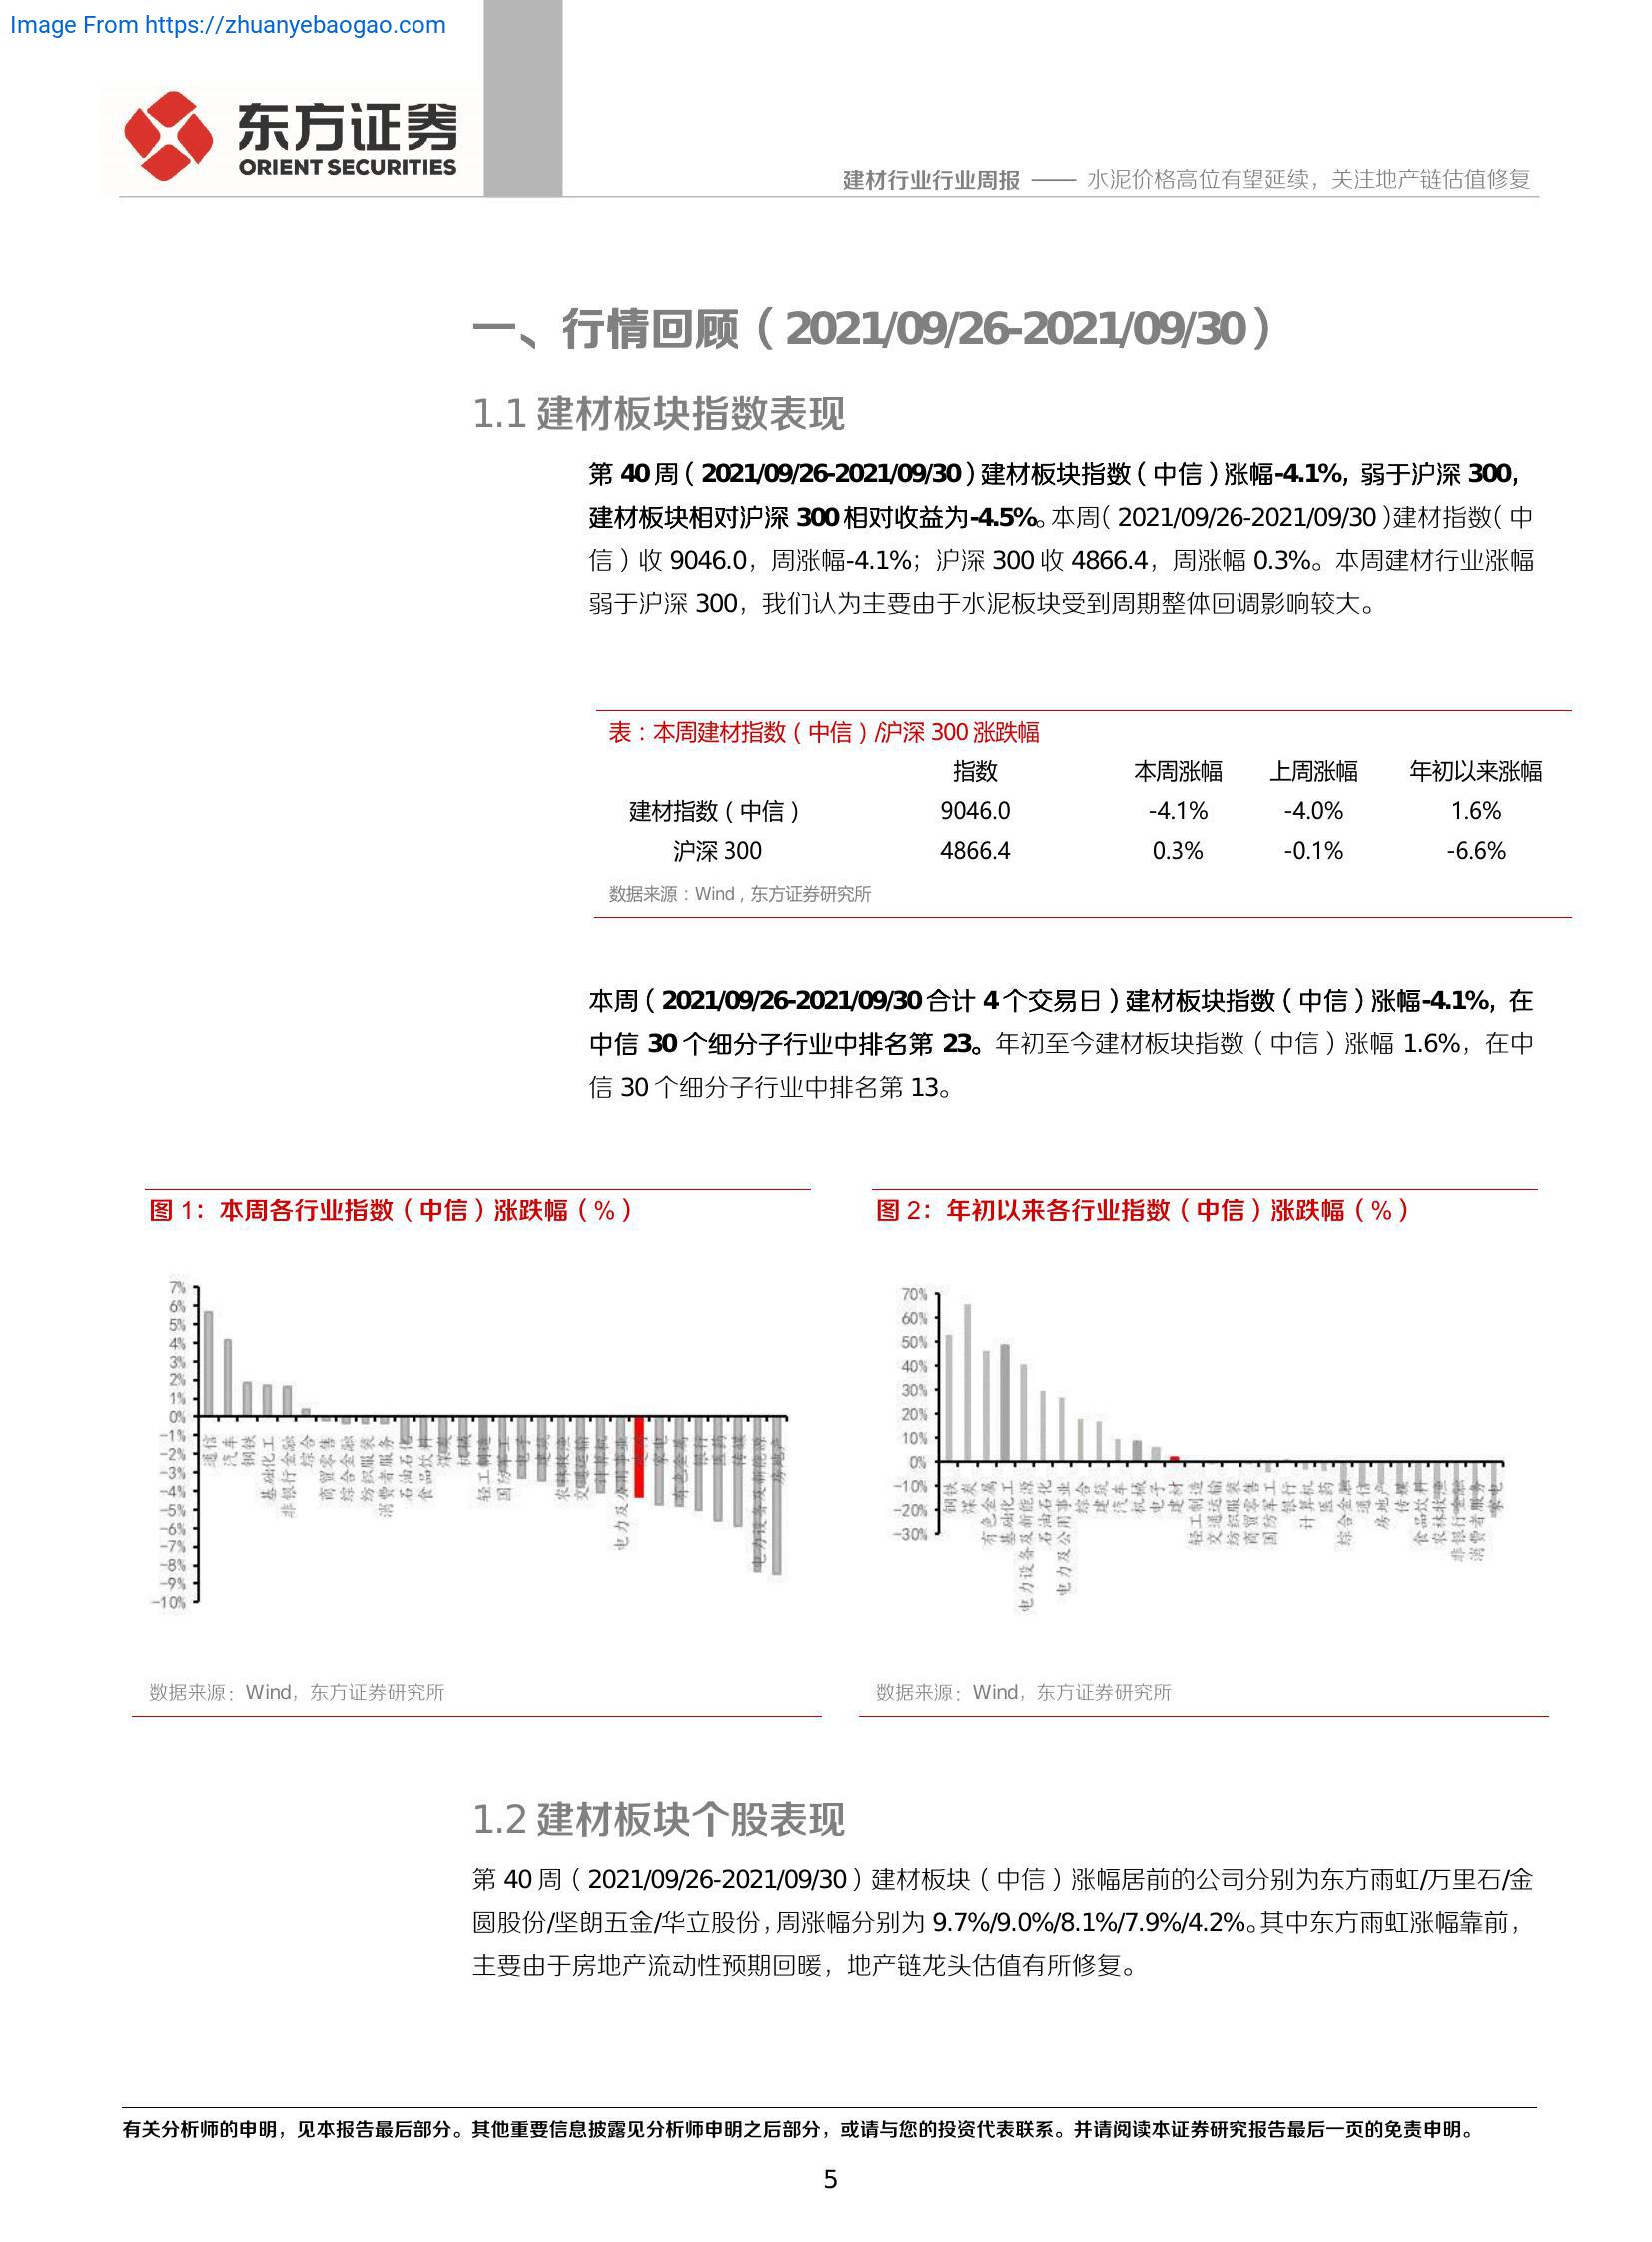 Image From https://zhuanyebaogao.com
东方证券
ORIENT SECURITIES
建材行业行业周报 —— 水泥价格高位有望延续，关注地产链估值修复
一、行情回顾（2021/09/26-2021/09/30）
1.1 建材板块指数表现
第 40 周（2021/09/26-2021/09/30）建材板块指数（中信）涨幅-4.1%，弱于沪深 300，
建材板块相对沪深 300 相对收益为-4.5%。本周（2021/09/26-2021/09/30）建材指数（中
信）收 9046.0，周涨幅-4.1%；沪深 300 收 4866.4，周涨幅 0.3%。本周建材行业涨幅
弱于沪深 300，我们认为主要由于水泥板块受到周期整体回调影响较大。
表：本周建材指数（中信）/沪深 300 涨跌幅
指数 本周涨幅 上周涨幅 年初以来涨幅
建材指数（中信） 9046.0 -4.1% -4.0% 1.6%
沪深 300 4866.4 0.3% -0.1% -6.6%
数据来源：Wind，东方证券研究所
本周（2021/09/26-2021/09/30 合计 4 个交易日）建材板块指数（中信）涨幅-4.1%，在
中信 30 个细分子行业中排名第 23。年初至今建材板块指数（中信）涨幅 1.6%，在中
信 30 个细分子行业中排名第 13。
图 1：本周各行业指数（中信）涨跌幅（%）
7%
6%
5%
4%
3%
2%
1%
0%
-1%
-2%
-3%
-4%
-5%
-6%
-7%
-8%
-9%
-10%
通信
汽车
钢铁
基础化工
非银行金融
综合
商贸零售
综合金融
纺织服装
消费者服务
石油石化
食品饮料
煤炭
机械
轻工制造
国防军工
电子
建筑
农林牧渔
交通运输
计算机
电力及公用事业
家电
有色金属
银行
医药
传媒
电力设备及新能源
房地产
数据来源：Wind，东方证券研究所
图 2：年初以来各行业指数（中信）涨跌幅（%）
70%
60%
50%
40%
30%
20%
10%
0%
-10%
-20%
-30%
钢铁
煤炭
有色金属
基础化工
电力设备及新能源
石油石化
电力及公用事业
综合
建筑
汽车
机械
电子
建材
轻工制造
交通运输
纺织服装
商贸零售
国防军工
银行
计算机
医药
综合金融
通信
房地产
传媒
食品饮料
农林牧渔
非银行金融
消费者服务
家电
数据来源：Wind，东方证券研究所
1.2 建材板块个股表现
第 40 周（2021/09/26-2021/09/30）建材板块（中信）涨幅居前的公司分别为东方雨虹/万里石/金
圆股份/坚朗五金/华立股份，周涨幅分别为 9.7%/9.0%/8.1%/7.9%/4.2%。其中东方雨虹涨幅靠前，
主要由于房地产流动性预期回暖，地产链龙头估值有所修复。
有关分析师的申明，见本报告最后部分。其他重要信息披露见分析师申明之后部分，或请与您的投资代表联系。并请阅读本证券研究报告最后一页的免责申明。
5